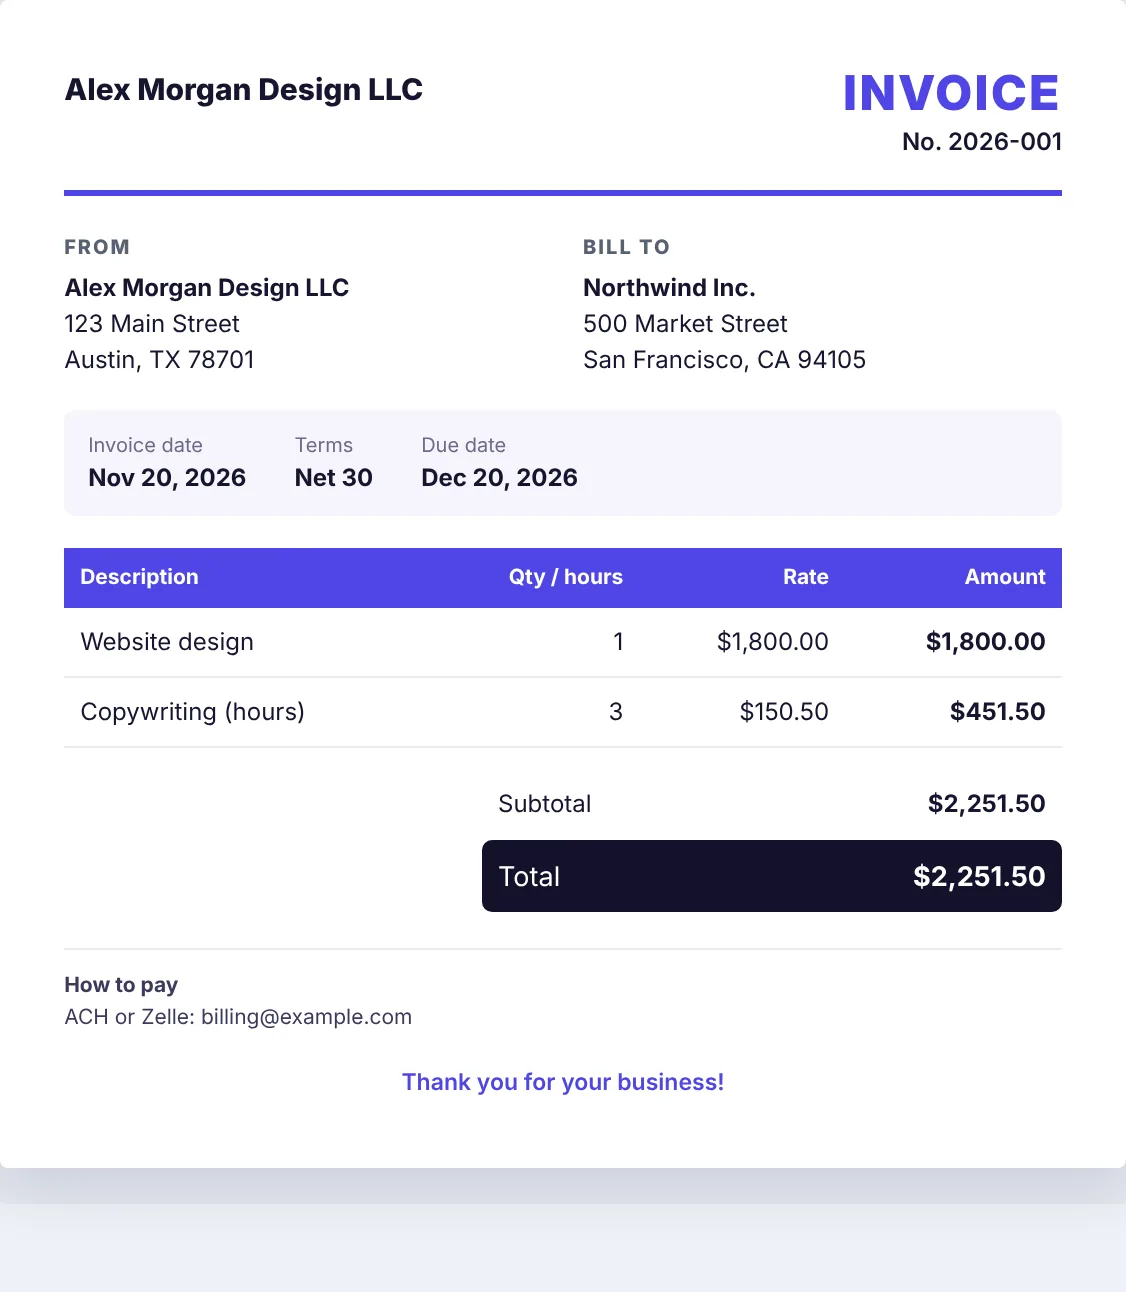 Alex Morgan Design LLC
INVOICE
No. 2026-001
FROM
Alex Morgan Design LLC
123 Main Street
Austin, TX 78701
BILL TO
Northwind Inc.
500 Market Street
San Francisco, CA 94105
Invoice date
Nov 20, 2026
Terms
Net 30
Due date
Dec 20, 2026
Description Qty / hours Rate Amount
Website design 1 $1,800.00 $1,800.00
Copywriting (hours) 3 $150.50 $451.50
Subtotal $2,251.50
Total $2,251.50
How to pay
ACH or Zelle: billing@example.com
Thank you for your business!